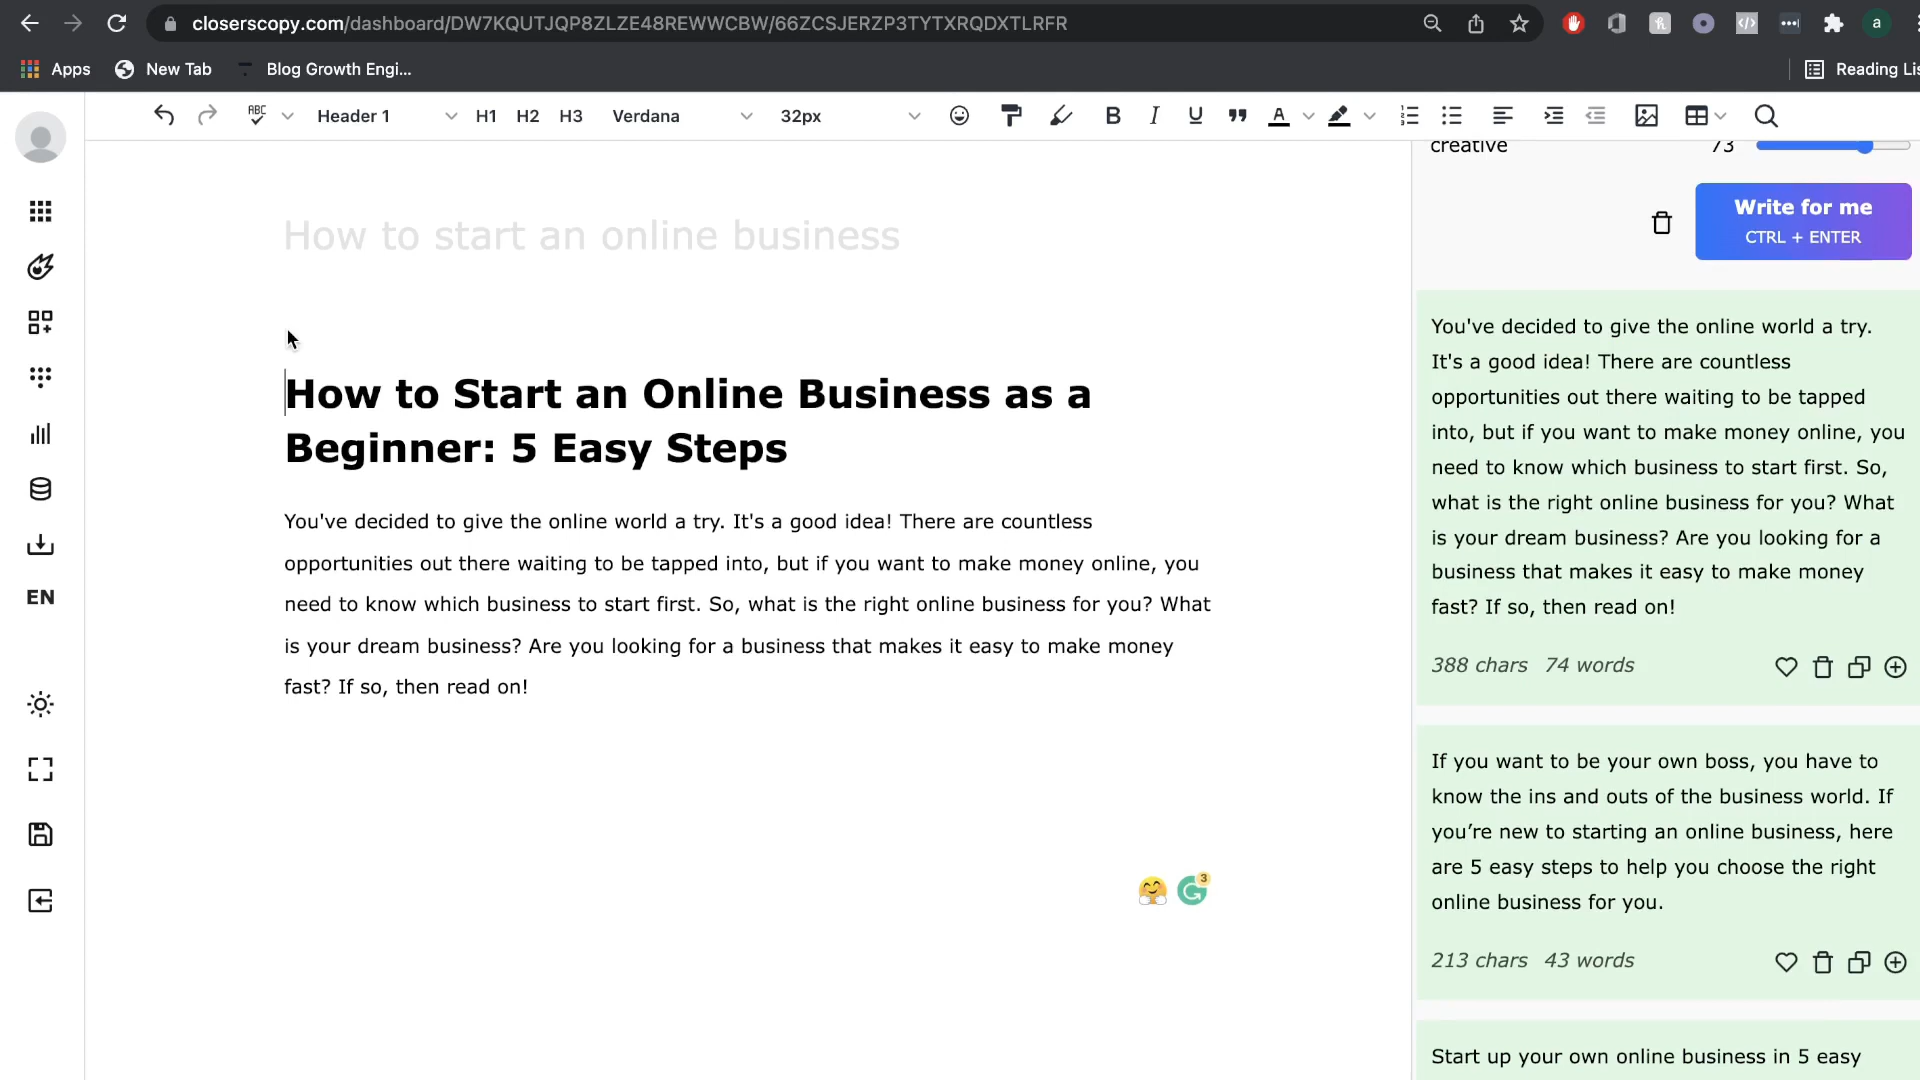 closerscopy.com/dashboard/DW7KQUTJQP8ZLZE48REWWCBW/66ZCSJERZP3TYTXRQDXTLRFR
a
Apps
New Tab
Blog Growth Engi...
Reading Lis
ABC
Header 1
H1
H2
H3
Verdana
32px
B
I
U
A
creative
73
Write for me
CTRL + ENTER
EN
How to start an online business
How to Start an Online Business as a
Beginner: 5 Easy Steps
You've decided to give the online world a try. It's a good idea! There are countless
opportunities out there waiting to be tapped into, but if you want to make money online, you
need to know which business to start first. So, what is the right online business for you? What
is your dream business? Are you looking for a business that makes it easy to make money
fast? If so, then read on!
3
You've decided to give the online world a try.
It's a good idea! There are countless
opportunities out there waiting to be tapped
into, but if you want to make money online, you
need to know which business to start first. So,
what is the right online business for you? What
is your dream business? Are you looking for a
business that makes it easy to make money
fast? If so, then read on!
388 chars 74 words
If you want to be your own boss, you have to
know the ins and outs of the business world. If
you’re new to starting an online business, here
are 5 easy steps to help you choose the right
online business for you.
213 chars 43 words
Start up your own online business in 5 easy